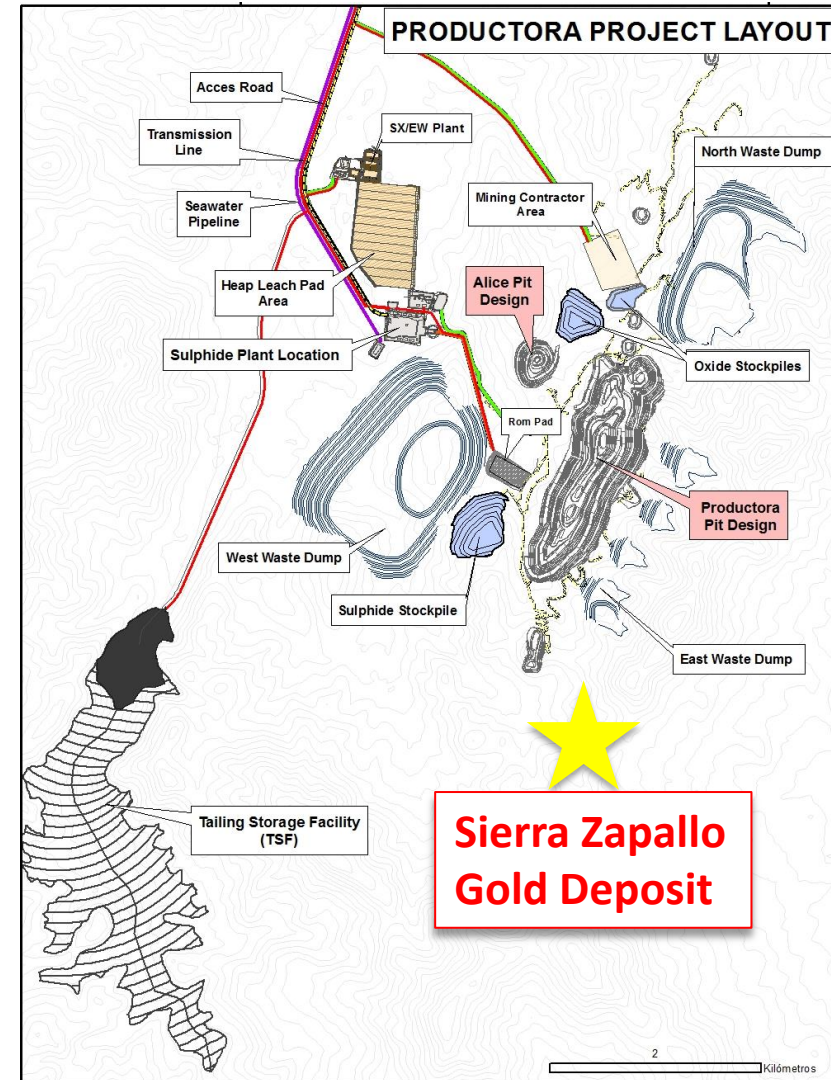 PRODUCTORA PROJECT LAYOUT
Acces Road
SX/EW Plant
Transmission
Line
North Waste Dump
Seawater
Pipeline
Mining Contractor
Area
Heap Leach Pad
Area
Alice Pit
Design
Sulphide Plant Location
Oxide Stockpiles
Rom Pad
Productora
Pit Design
West Waste Dump
Sulphide Stockpile
East Waste Dump
Tailing Storage Facility
(TSF)
Sierra Zapallo
Gold Deposit
2
Kilómetros